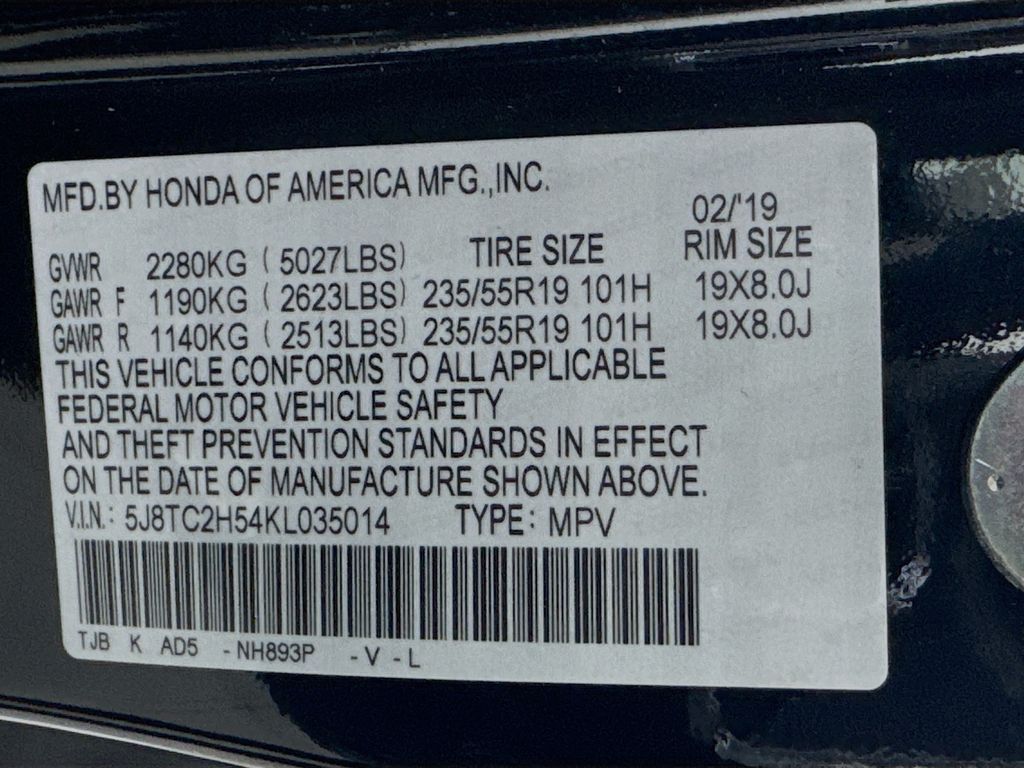 MFD.BY HONDA OF AMERICA MFG.,INC.
02/'19
GVWR 2280KG ( 5027LBS) TIRE SIZE RIM SIZE
GAWR F 1190KG ( 2623LBS) 235/55R19 101H 19X8.0J
GAWR R 1140KG ( 2513LBS) 235/55R19 101H 19X8.0J
THIS VEHICLE CONFORMS TO ALL APPLICABLE
FEDERAL MOTOR VEHICLE SAFETY
AND THEFT PREVENTION STANDARDS IN EFFECT
ON THE DATE OF MANUFACTURE SHOWN ABOVE.
V.I.N.: 5J8TC2H54KL035014 TYPE: MPV
TJB K AD5 -NH893P -V -L